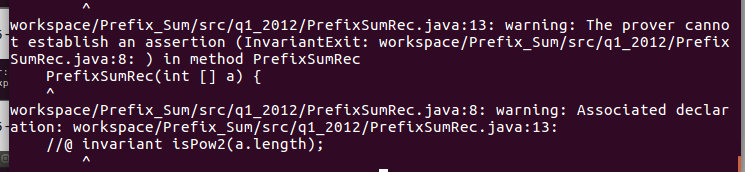 ^
workspace/Prefix_Sum/src/q1_2012/PrefixSumRec.java:13: warning: The prover canno
t establish an assertion (InvariantExit: workspace/Prefix_Sum/src/q1_2012/Prefix
SumRec.java:8: ) in method PrefixSumRec
PrefixSumRec(int [] a) {
^
workspace/Prefix_Sum/src/q1_2012/PrefixSumRec.java:8: warning: Associated declar
ation: workspace/Prefix_Sum/src/q1_2012/PrefixSumRec.java:13:
//@ invariant isPow2(a.length);
^